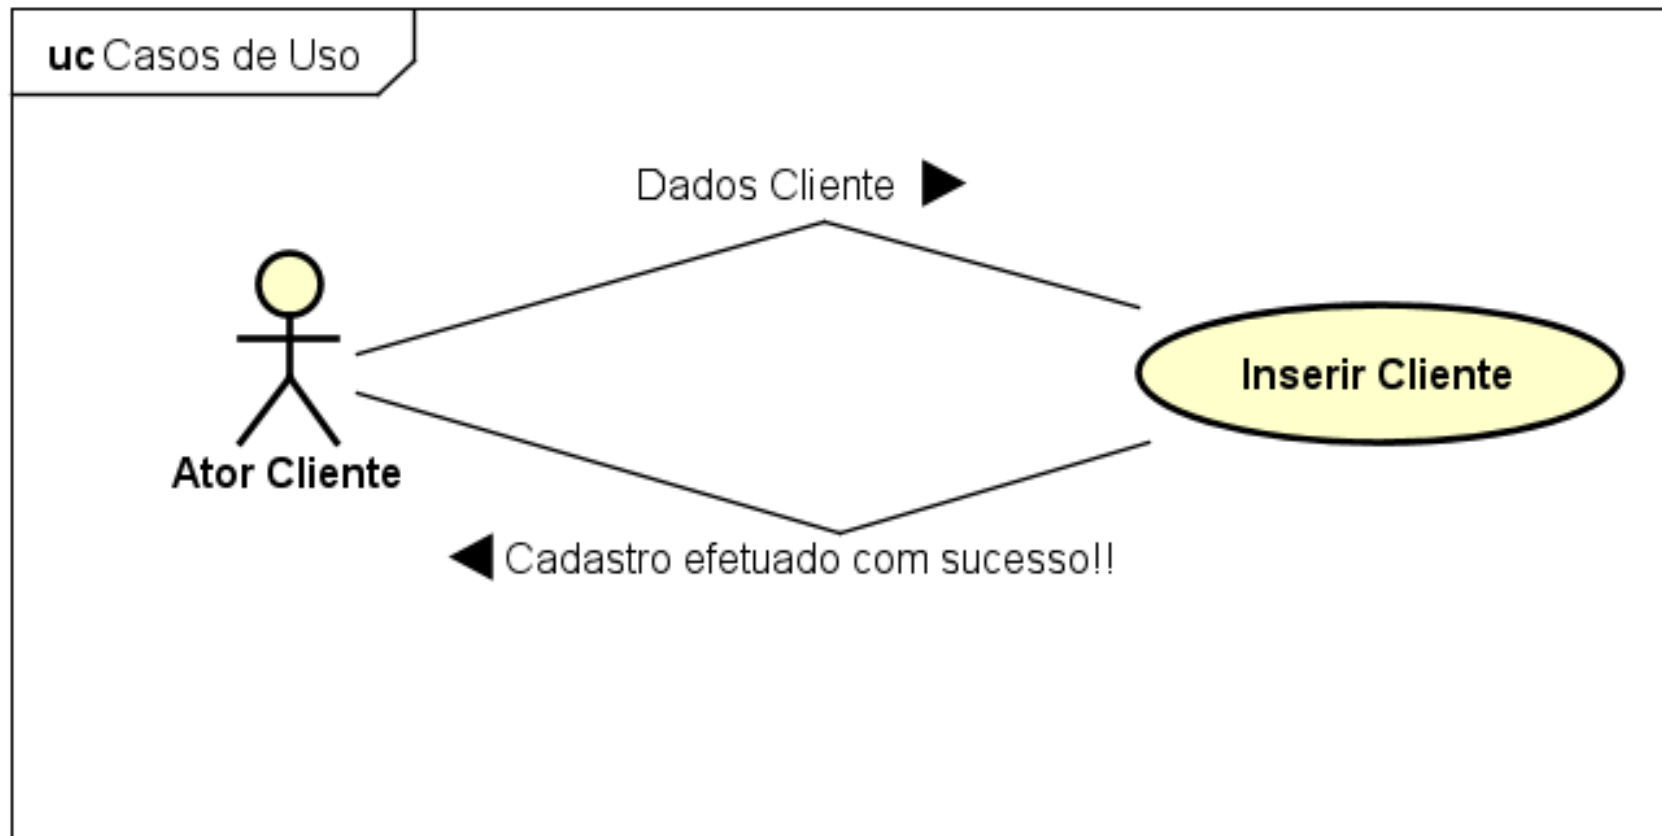 uc Casos de Uso
Dados Cliente
Inserir Cliente
Ator Cliente
Cadastro efetuado com sucesso!!